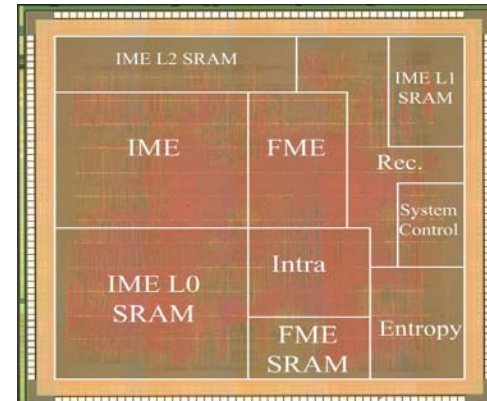 IME L2 SRAM
IME L1
SRAM
IME
FME
Rec.
System
Control
IME L0
SRAM
Intra
FME
SRAM
Entropy